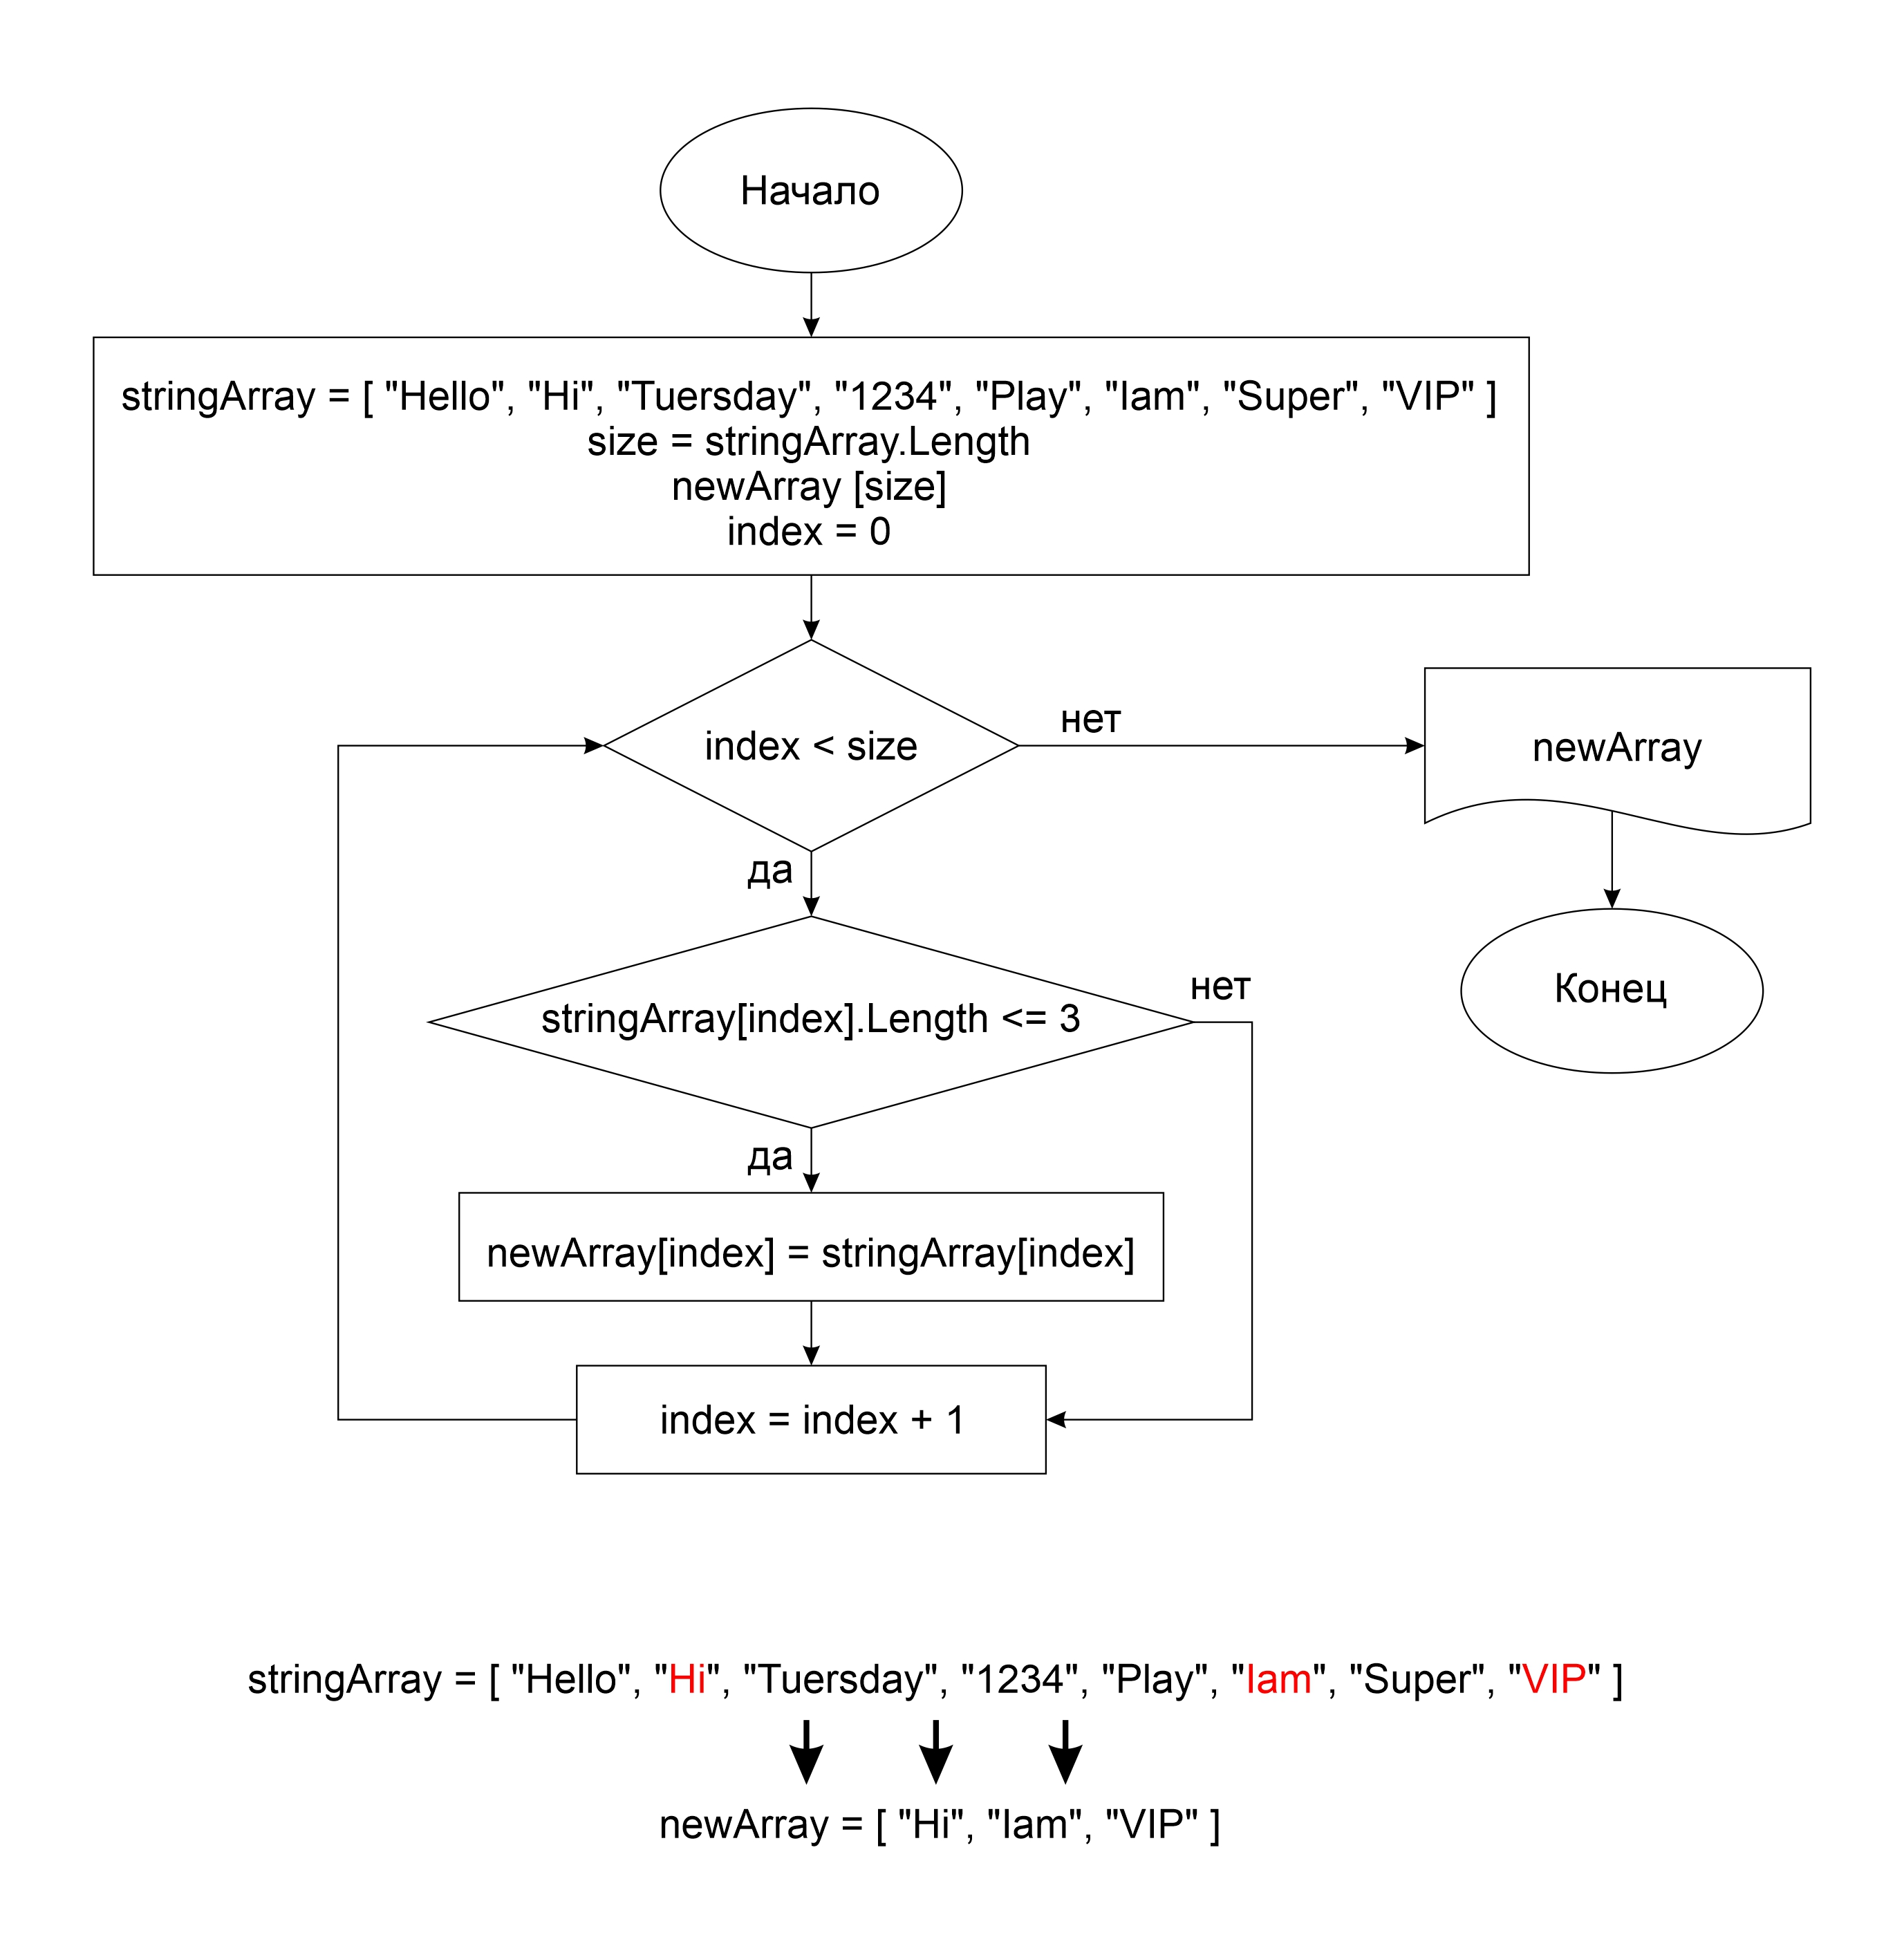 Начало
stringArray = [ "Hello", "Hi", "Tuersday", "1234", "Play", "Iam", "Super", "VIP" ]
size = stringArray.Length
newArray [size]
index = 0
index < size
нет
newArray
да
Конец
stringArray[index].Length <= 3
нет
да
newArray[index] = stringArray[index]
index = index + 1
stringArray = [ "Hello", "Hi", "Tuersday", "1234", "Play", "Iam", "Super", "VIP" ]
newArray = [ "Hi", "Iam", "VIP" ]